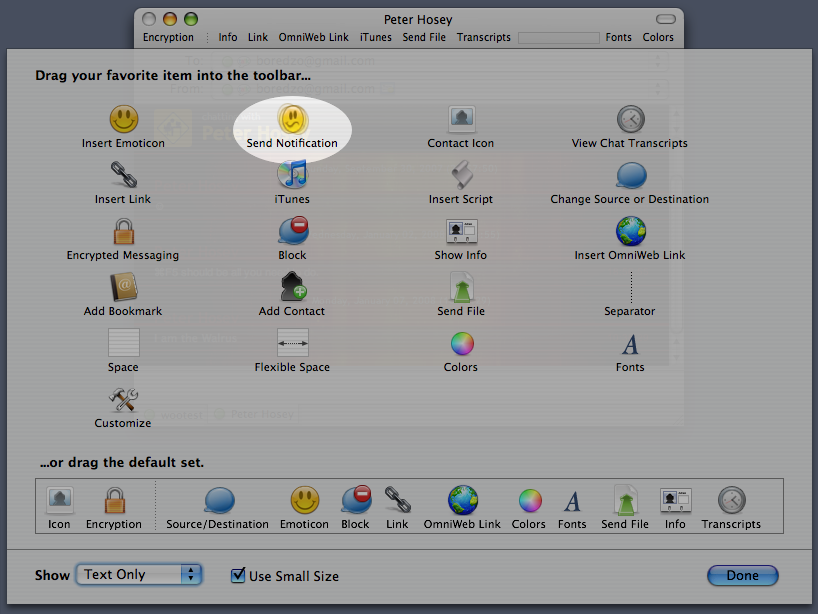 Peter Hosey
Encryption Info Link OmniWeb Link iTunes Send File Transcripts Fonts Colors
To
From
Drag your favorite item into the toolbar...
Insert Emoticon Send Notification Contact Icon View Chat Transcripts
Insert Link iTunes Insert Script Change Source or Destination
Encrypted Messaging Block Show Info Insert OmniWeb Link
Add Bookmark Add Contact Send File Separator
Space Flexible Space Colors Fonts
Customize
Peter Hosey
...or drag the default set.
Icon Encryption Source/Destination Emoticon Block Link OmniWeb Link Colors Fonts Send File Info Transcripts
Show Text Only Use Small Size Done